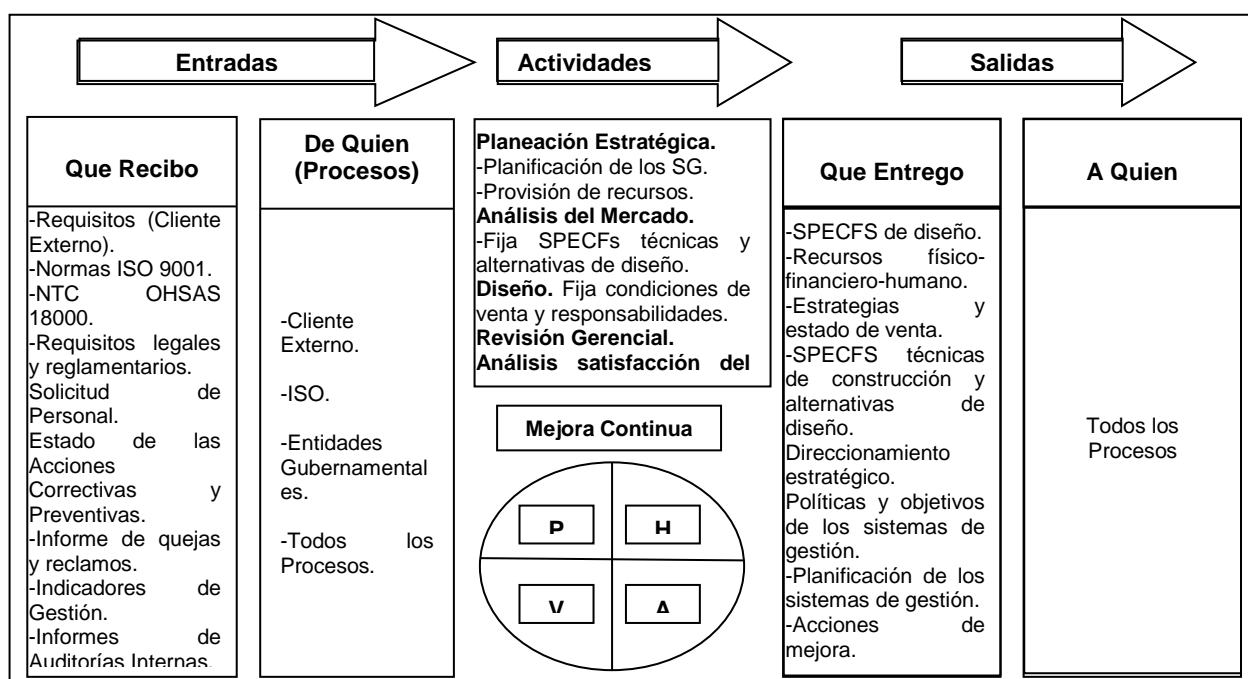 Entradas
Actividades
Salidas
Que Recibo
-Requisitos (Cliente
Externo).
-Normas ISO 9001.
-NTC OHSAS
18000.
-Requisitos legales
y reglamentarios.
Solicitud de
Personal.
Estado de las
Acciones
Correctivas y
Preventivas.
-Informe de quejas
y reclamos.
-Indicadores de
Gestión.
-Informes de
Auditorías Internas.
De Quien
(Procesos)
-Cliente
Externo.
-ISO.
-Entidades
Gubernamental
es.
-Todos los
Procesos.
Planeación Estratégica.
-Planificación de los SG.
-Provisión de recursos.
Análisis del Mercado.
-Fija SPECFs técnicas y
alternativas de diseño.
Diseño. Fija condiciones de
venta y responsabilidades.
Revisión Gerencial.
Análisis satisfacción del
Mejora Continua
P
H
V
A
Que Entrego
-SPECFS de diseño.
-Recursos físico-
financiero-humano.
-Estrategias y
estado de venta.
-SPECFS técnicas
de construcción y
alternativas de
diseño.
Direccionamiento
estratégico.
Políticas y objetivos
de los sistemas de
gestión.
-Planificación de los
sistemas de gestión.
-Acciones de
mejora.
A Quien
Todos los
Procesos